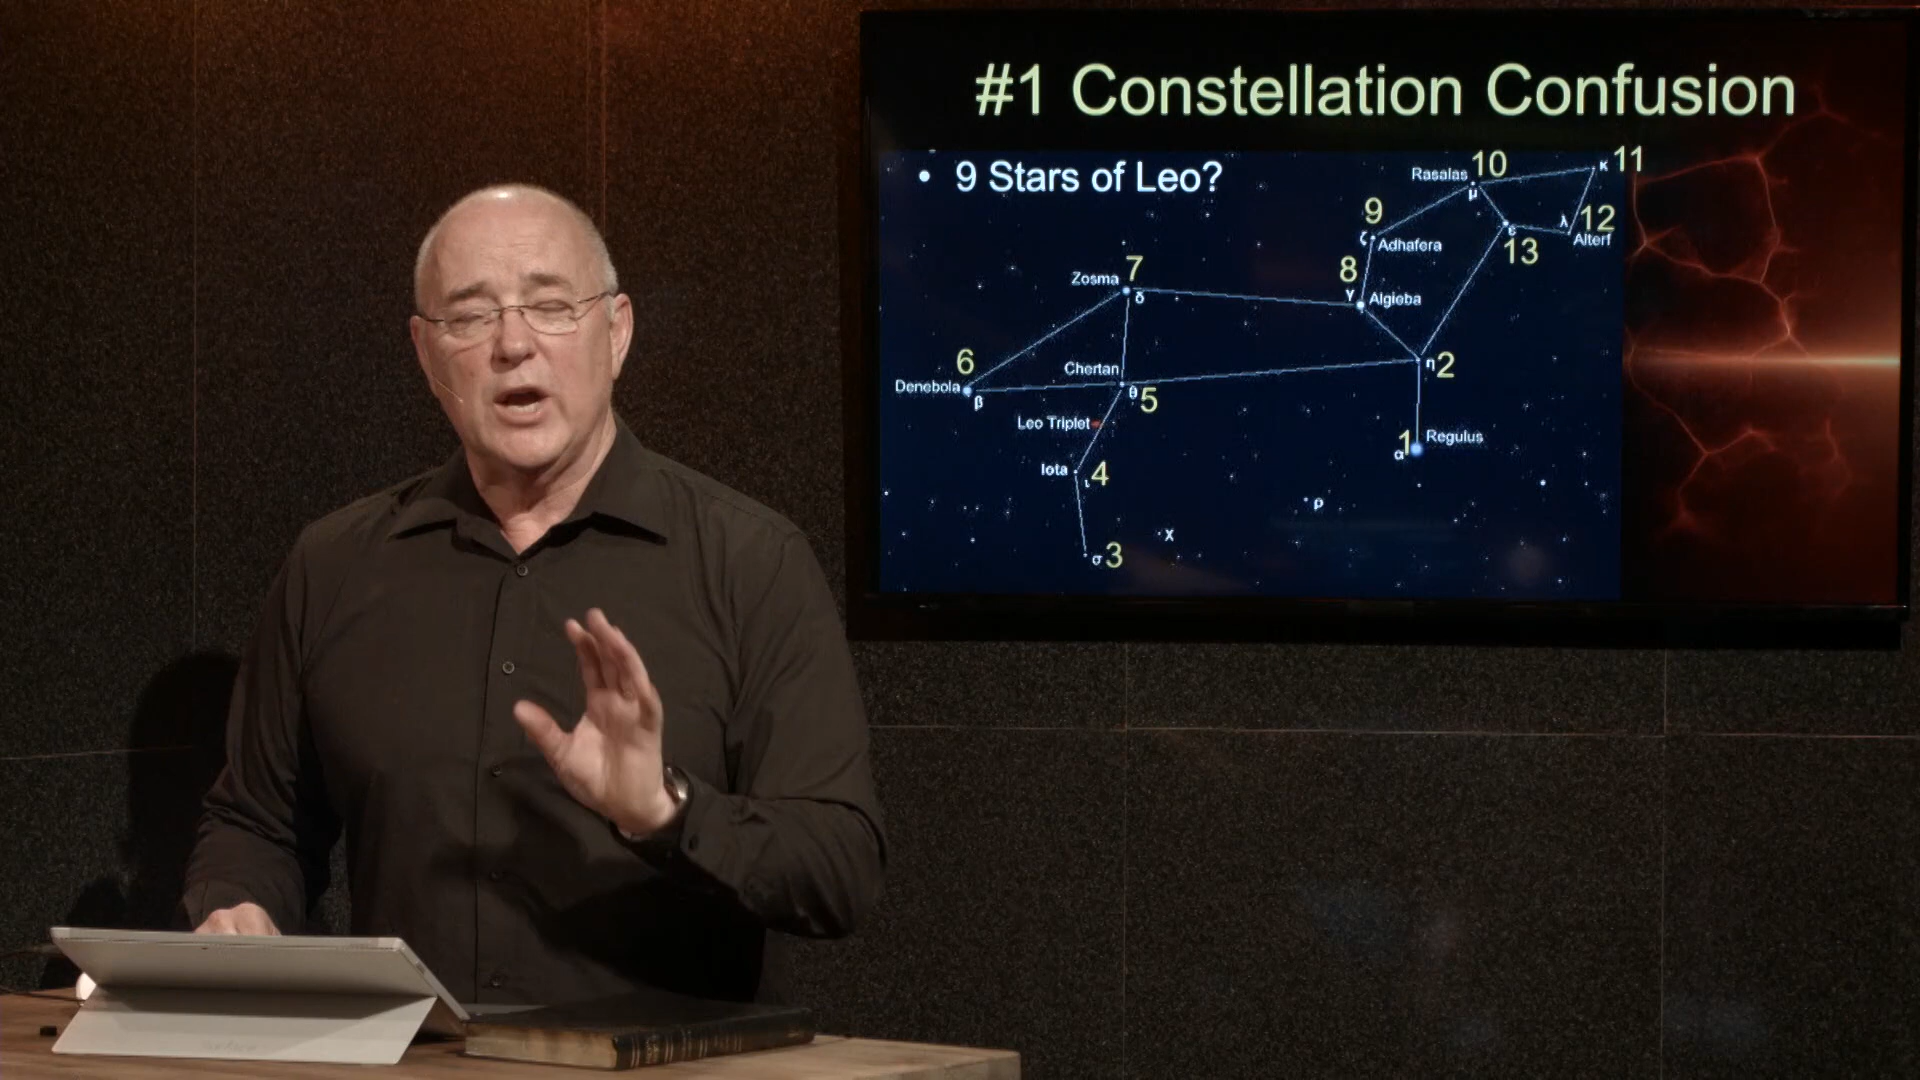 #1 Constellation Confusion
• 9 Stars of Leo?
Rasalas
10
μ
κ
11
9
ζ
Adhafera
ε
13
λ
12
Alterf
8
γ
Algieba
Zosma
7
δ
6
Denebola
β
Chertan
θ
5
η
2
Leo Triplet
1
α
Regulus
Iota
ι
4
ρ
χ
σ
3